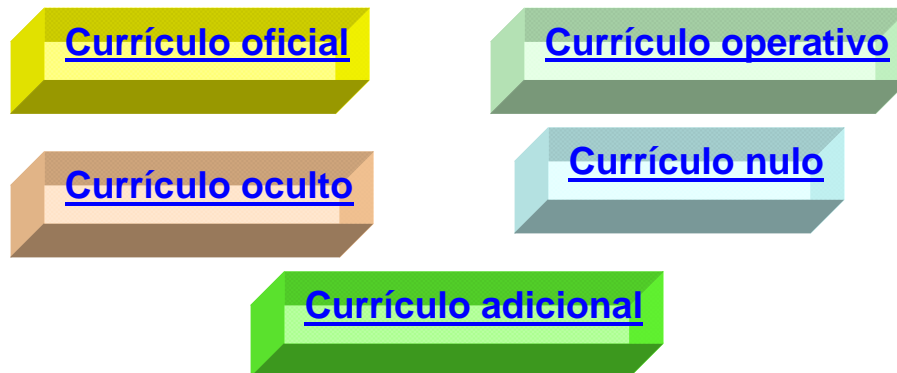 Currículo oficial
Currículo operativo
Currículo oculto
Currículo nulo
Currículo adicional